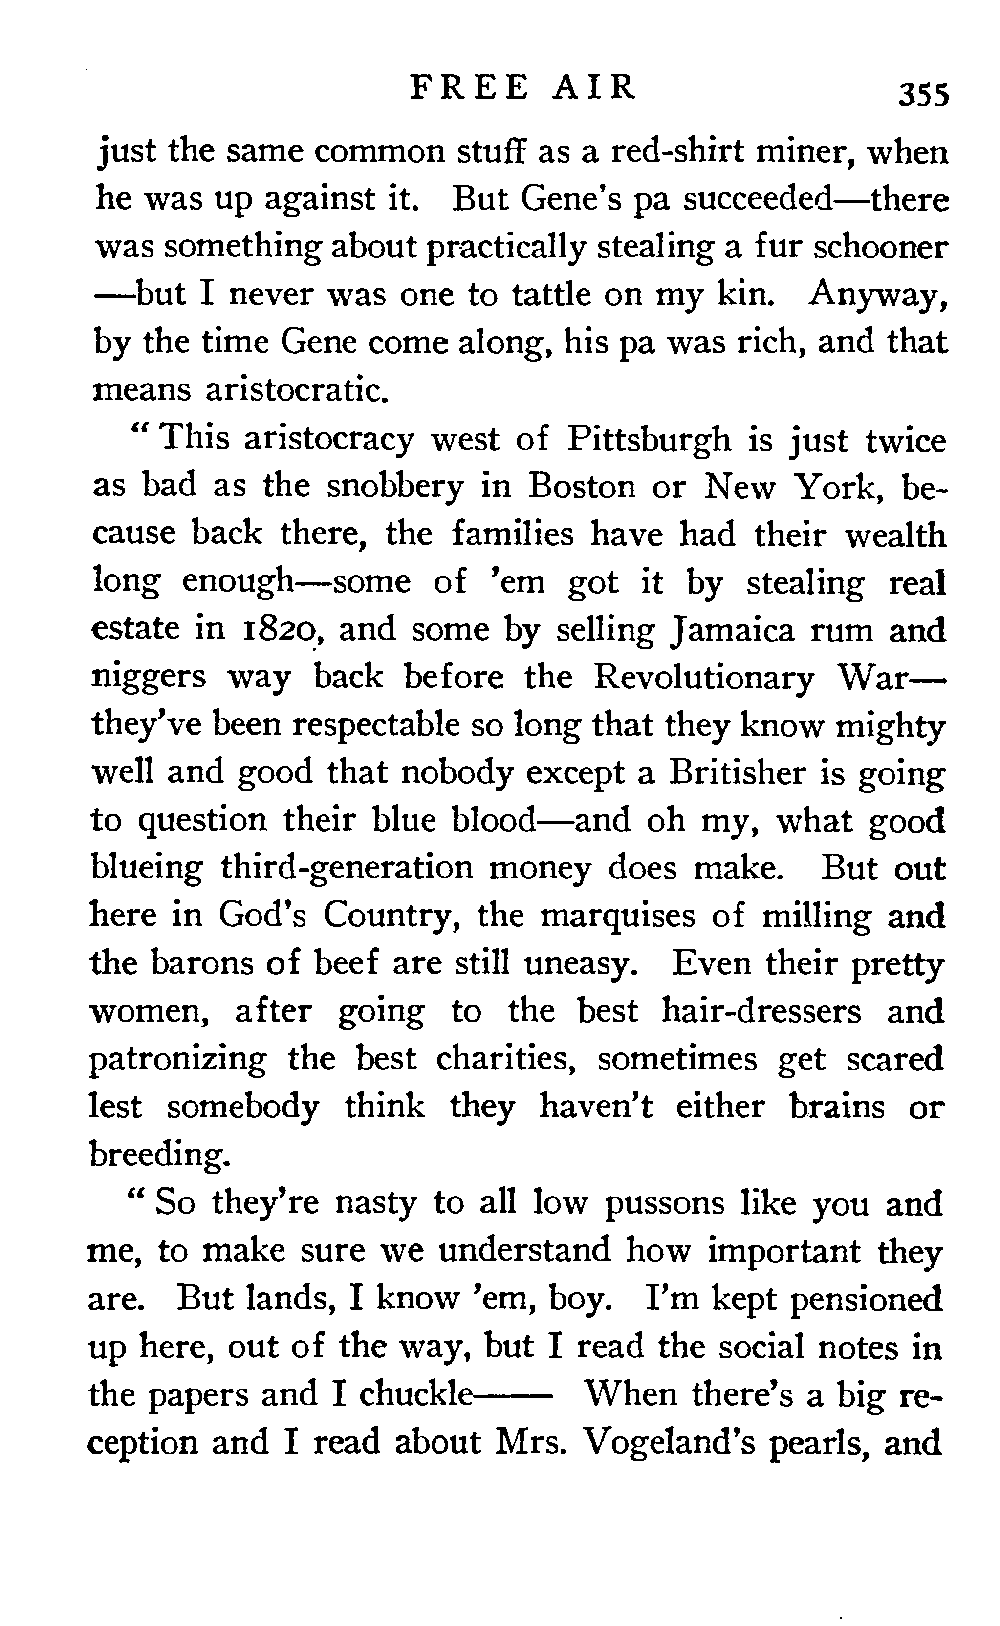 FREE AIR 355
just the same common stuff as a red-shirt miner, when
he was up against it. But Gene's pa succeeded—there
was something about practically stealing a fur schooner
—but I never was one to tattle on my kin. Anyway,
by the time Gene come along, his pa was rich, and that
means aristocratic.
“ This aristocracy west of Pittsburgh is just twice
as bad as the snobbery in Boston or New York, be-
cause back there, the families have had their wealth
long enough—some of ’em got it by stealing real
estate in 1820, and some by selling Jamaica rum and
niggers way back before the Revolutionary War—
they’ve been respectable so long that they know mighty
well and good that nobody except a Britisher is going
to question their blue blood—and oh my, what good
blueing third-generation money does make. But out
here in God’s Country, the marquises of milling and
the barons of beef are still uneasy. Even their pretty
women, after going to the best hair-dressers and
patronizing the best charities, sometimes get scared
lest somebody think they haven’t either brains or
breeding.
“ So they’re nasty to all low pussons like you and
me, to make sure we understand how important they
are. But lands, I know ’em, boy. I’m kept pensioned
up here, out of the way, but I read the social notes in
the papers and I chuckle—— When there’s a big re-
ception and I read about Mrs. Vogeland’s pearls, and